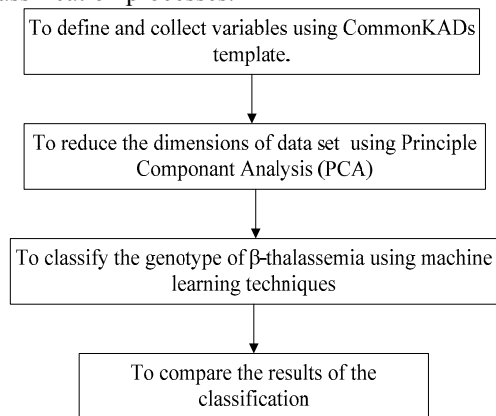 To define and collect variables using CommonKADs
template.
To reduce the dimensions of data set using Principle
Componant Analysis (PCA)
To classify the genotype of β-thalassemia using machine
learning techniques
To compare the results of the
classification